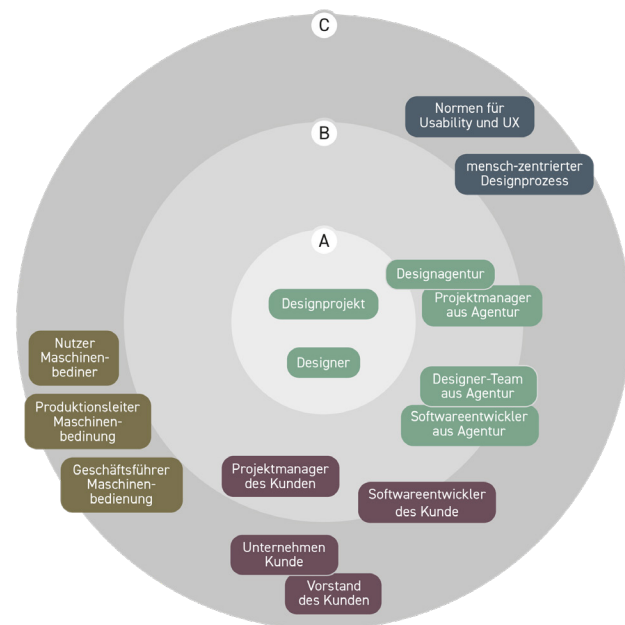 C
Normen für
Usability und UX
B
mensch-zentrierter
Designprozess
A
Designagentur
Designprojekt
Projektmanager
aus Agentur
Nutzer
Maschinen-
bediner
Designer
Designer-Team
aus Agentur
Produktionsleiter
Maschinen-
bedinung
Softwareentwickler
aus Agentur
Geschäftsführer
Maschinen-
bedienung
Projektmanager
des Kunden
Softwareentwickler
des Kunde
Unternehmen
Kunde
Vorstand
des Kunden